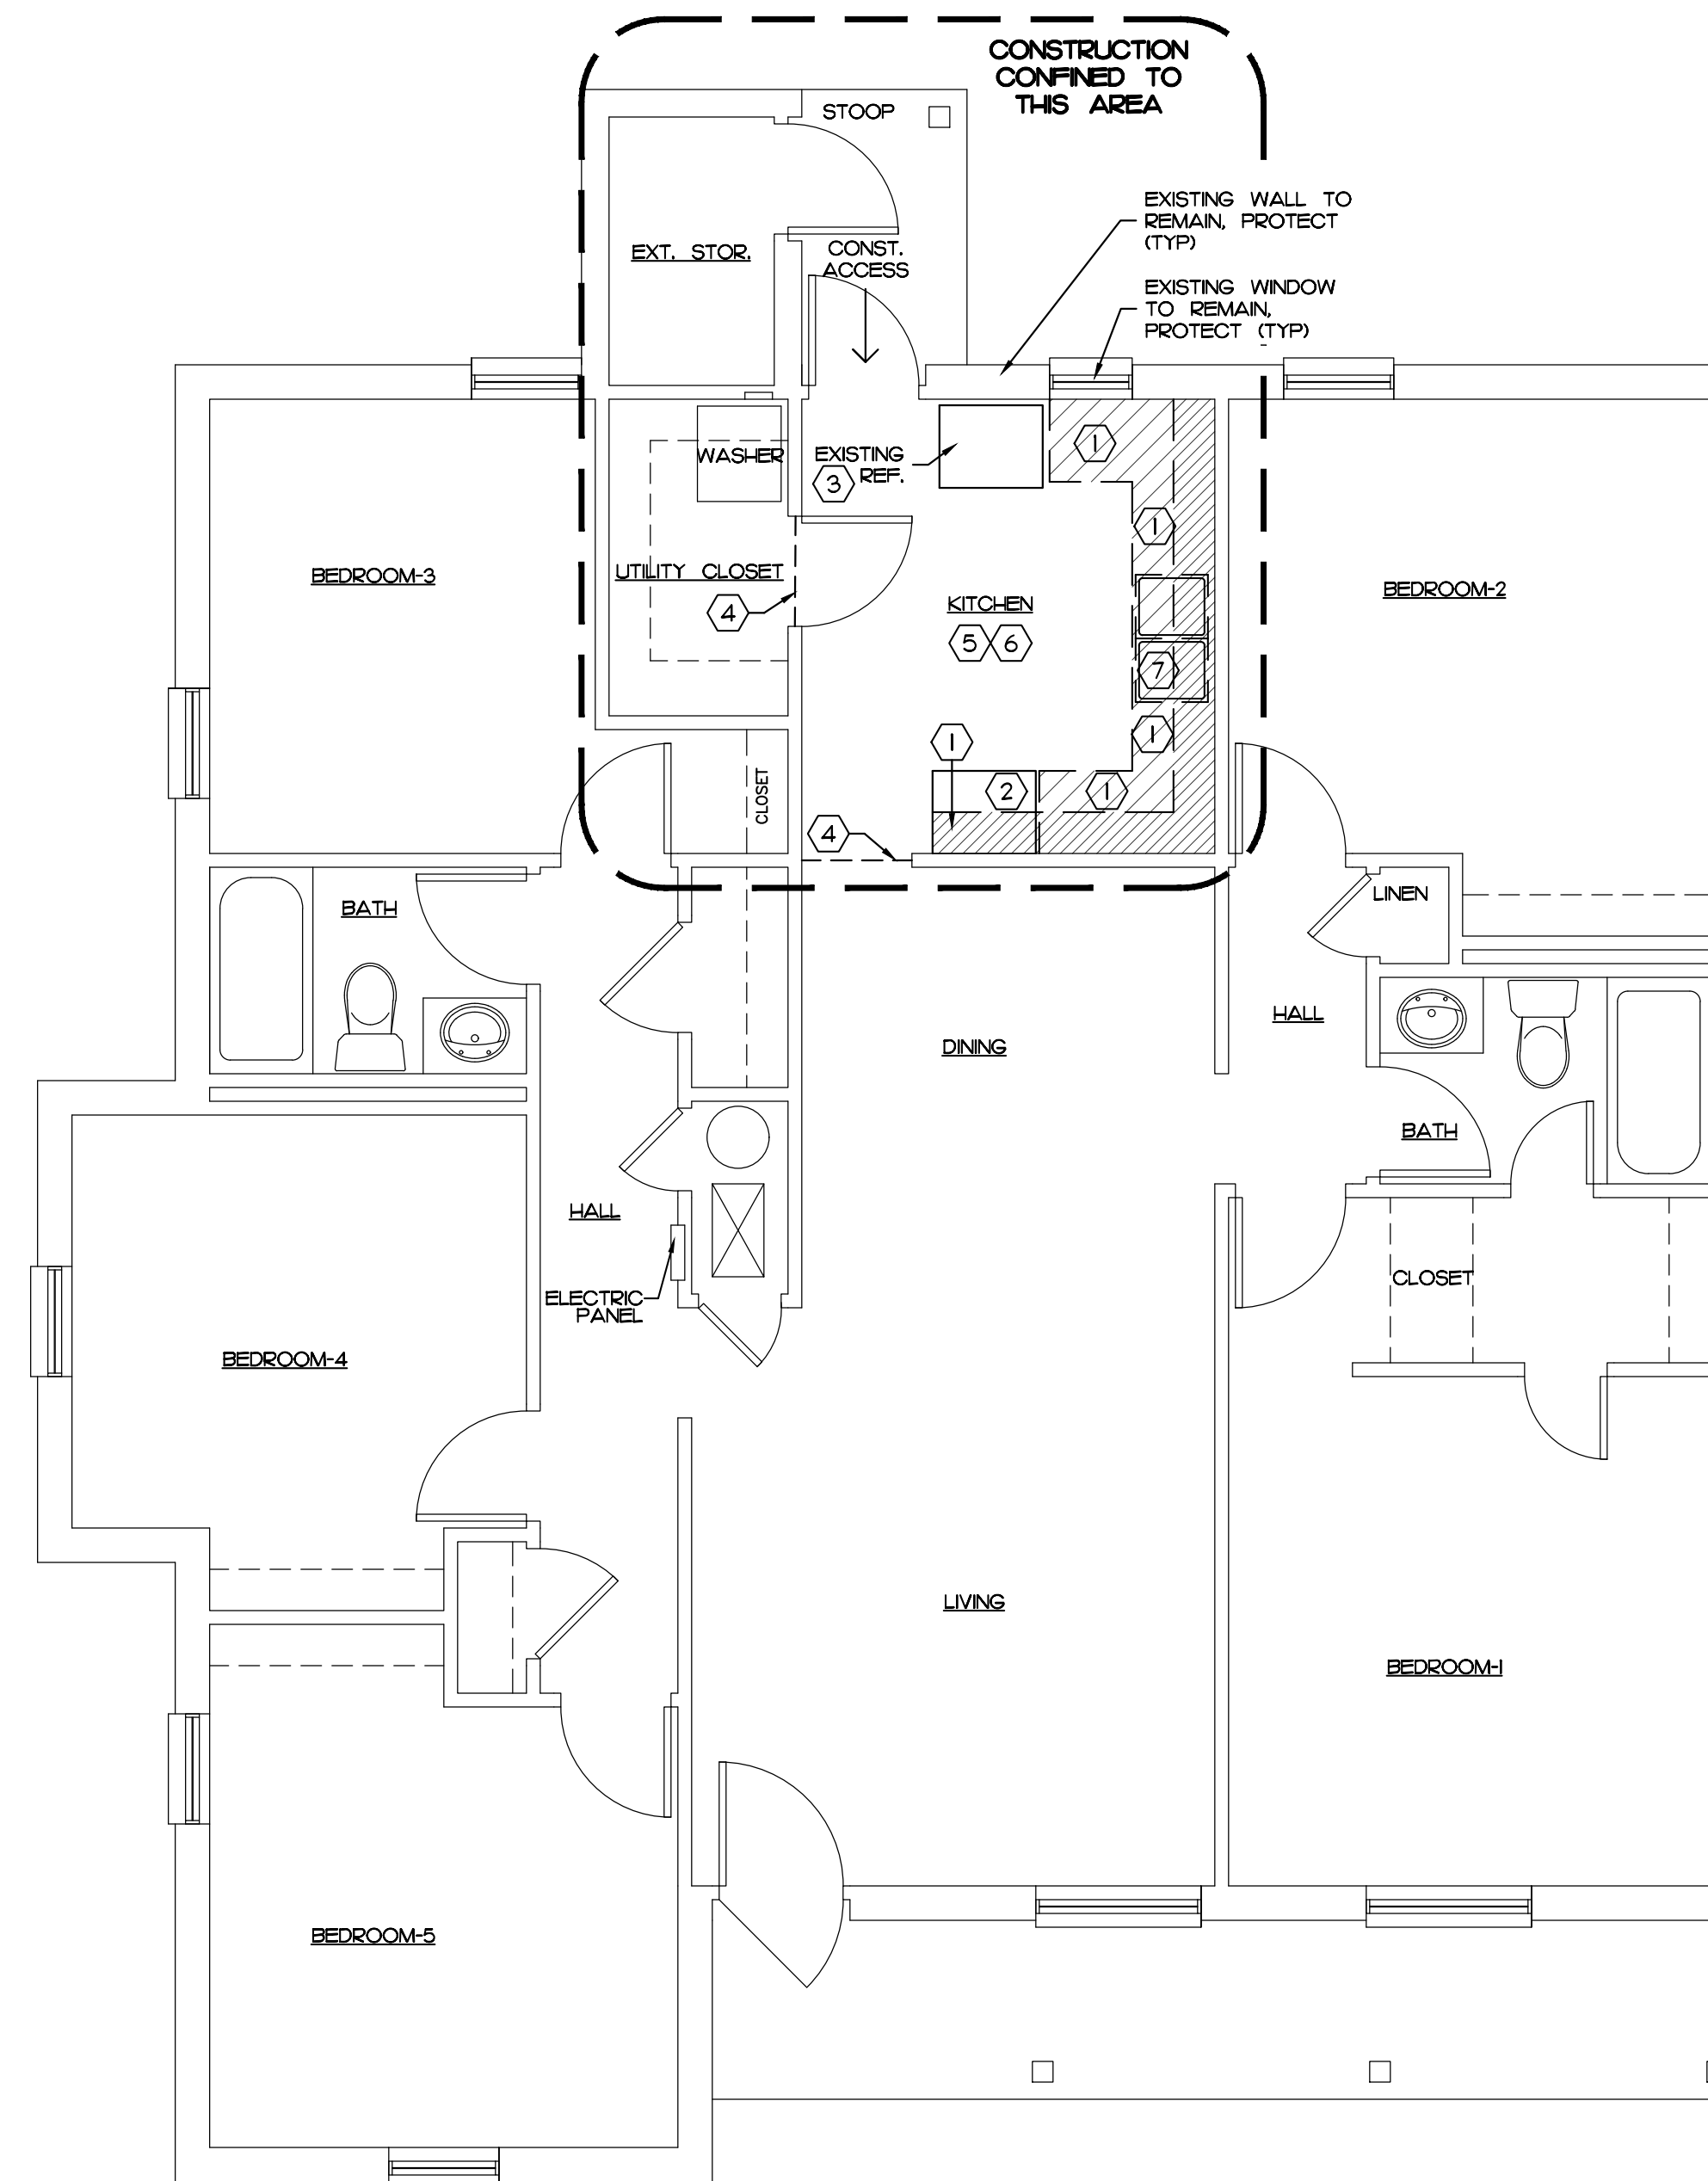 CONSTRUCTION
CONFINED TO
THIS AREA
STOOP
EXISTING WALL TO
REMAIN, PROTECT
(TYP)
EXT. STOR.
CONST.
ACCESS
EXISTING WINDOW
TO REMAIN,
PROTECT (TYP)
1
WASHER
EXISTING
REF.
3
1
BEDROOM-3
UTILITY CLOSET
4
KITCHEN
5 6
BEDROOM-2
7
1
1
CLOSET
2
1
4
BATH
LINEN
HALL
DINING
BATH
HALL
CLOSET
ELECTRIC
PANEL
BEDROOM-4
LIVING
BEDROOM-1
BEDROOM-5